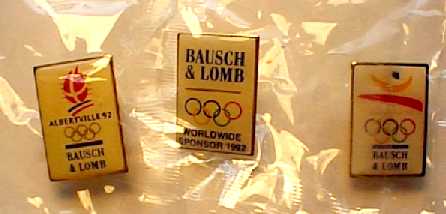 ALBERTVILLE 92
BAUSCH
& LOMB
BAUSCH
& LOMB
WORLDWIDE
SPONSOR 1992
BAUSCH
& LOMB